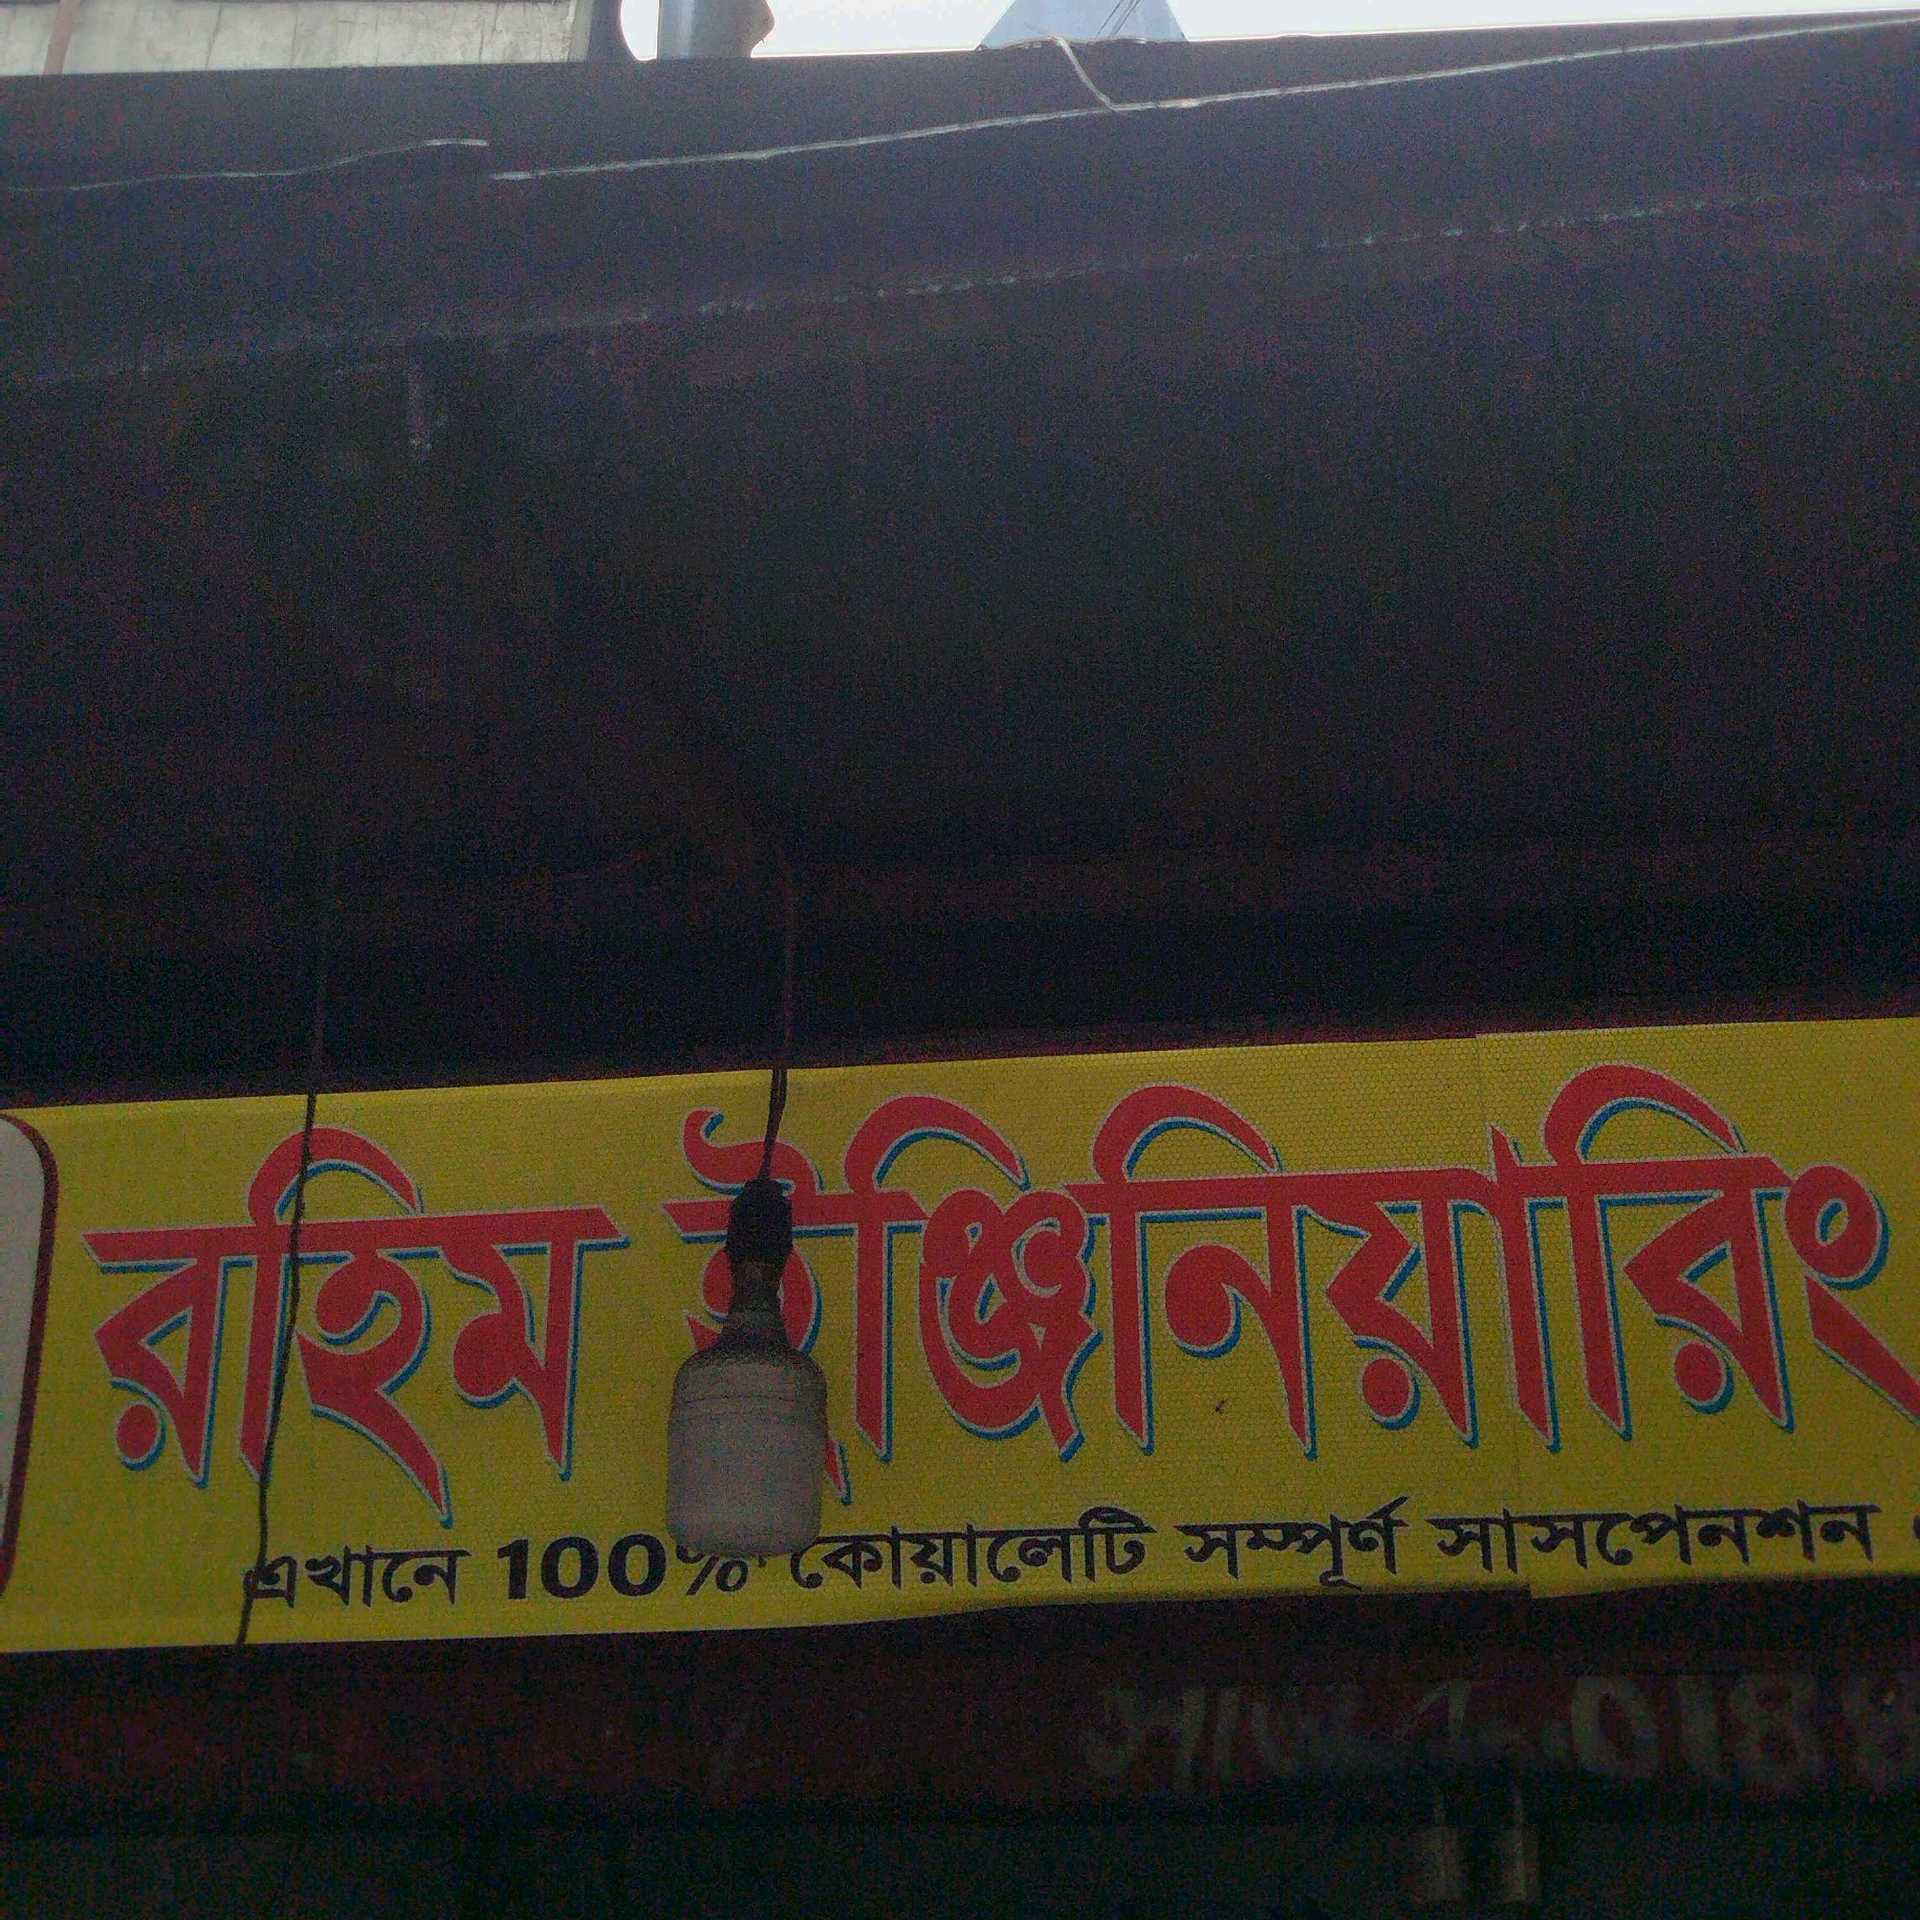 রহিম ইঞ্জিনিয়ারিং
এখানে 100% কোয়ালেটি সম্পূর্ণ সাসপেনশন